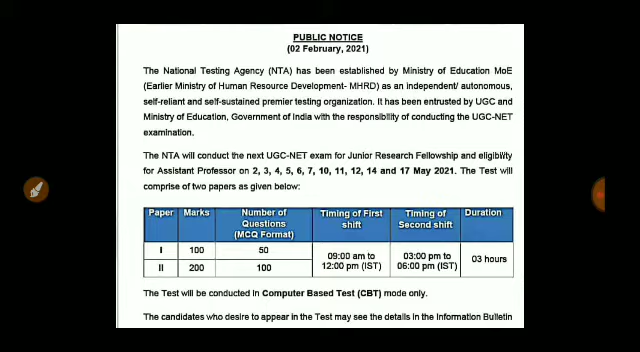 PUBLIC NOTICE
(02 February, 2021)
The National Testing Agency (NTA) has been established by Ministry of Education MoE
(Earlier Ministry of Human Resource Development- MHRD) as an independent/ autonomous,
self-reliant and self-sustained premier testing organization. It has been entrusted by UGC and
Ministry of Education, Government of India with the responsibility of conducting the UGC-NET
examination.
The NTA will conduct the next UGC-NET exam for Junior Research Fellowship and eligibility
for Assistant Professor on 2, 3, 4, 5, 6, 7, 10, 11, 12, 14 and 17 May 2021. The Test will
comprise of two papers as given below:
Paper Marks Number of Questions (MCQ Format) Timing of First shift Timing of Second shift Duration
I 100 50 09:00 am to 12:00 pm (IST) 03:00 pm to 06:00 pm (IST) 03 hours
II 200 100
The Test will be conducted in Computer Based Test (CBT) mode only.
The candidates who desire to appear in the Test may see the details in the Information Bulletin